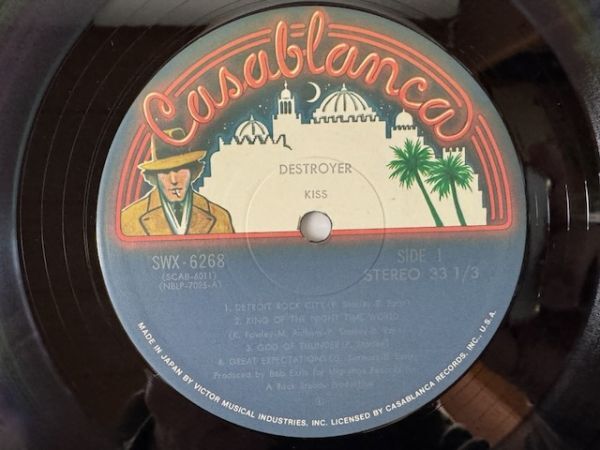 Casablanca
DESTROYER
KISS
SWX-6268
(SCAB-6011)
(NBLP-7025-A)
SIDE 1
STEREO 33 1/3
1. DETROIT ROCK CITY (P. Stanley-B. Ezrin)
2. KING OF THE NIGHT TIME WORLD
(K. Fowley-M. Anthony-P. Stanley-B. Ezrin)
3. GOD OF THUNDER (P. Stanley)
4. GREAT EXPECTATIONS (G. Simmons-B. Ezrin)
Produced by Bob Ezrin for Migration Records Inc.
A Rock Steady Production
MADE IN JAPAN BY VICTOR MUSICAL INDUSTRIES, INC. LICENSED BY CASABLANCA RECORDS, INC., U.S.A.